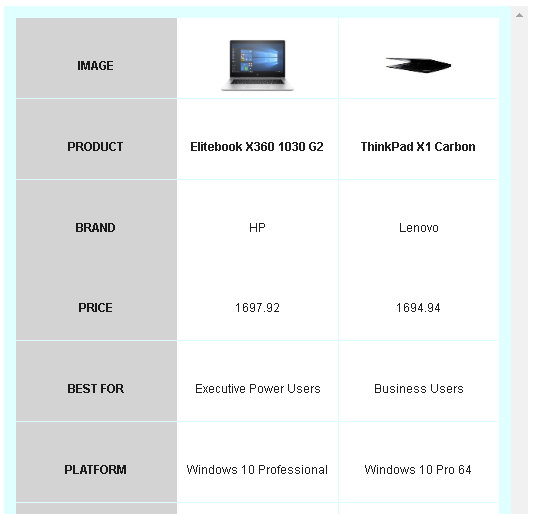 IMAGE
PRODUCT Elitebook X360 1030 G2 ThinkPad X1 Carbon
BRAND HP Lenovo
PRICE 1697.92 1694.94
BEST FOR Executive Power Users Business Users
PLATFORM Windows 10 Professional Windows 10 Pro 64